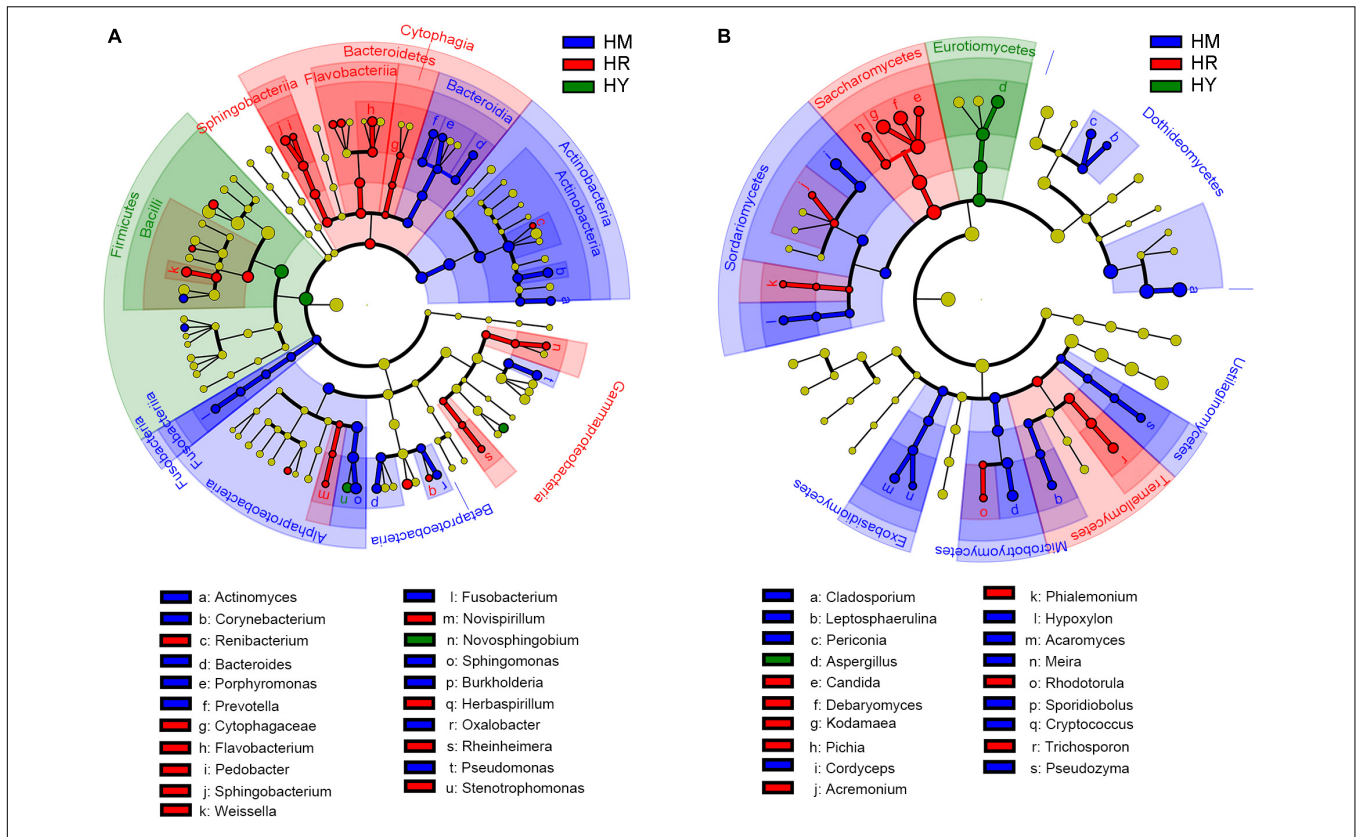 A
HM
HR
HY
Cytophagia
Bacteroidetes
Flavobacteriia
Sphingobacteriia
Bacteroidia
Actinobacteria
Actinobacteria
Firmicutes
Bacilli
Fusobacteria
Fusobacteriia
Alphaproteobacteria
Betaproteobacteria
Gammaproteobacteria
a
b
c
d
e
f
g
h
i
j
k
m
n
o
p
q
r
s
t
u
a: Actinomyces
b: Corynebacterium
c: Renibacterium
d: Bacteroides
e: Porphyromonas
f: Prevotella
g: Cytophagaceae
h: Flavobacterium
i: Pedobacter
j: Sphingobacterium
k: Weissella
l: Fusobacterium
m: Novispirillum
n: Novosphingobium
o: Sphingomonas
p: Burkholderia
q: Herbaspirillum
r: Oxalobacter
s: Rheinheimera
t: Pseudomonas
u: Stenotrophomonas
B
HM
HR
HY
Eurotiomycetes
Saccharomycetes
Sordariomycetes
Dothideomycetes
Ustilaginomycetes
Tremellomycetes
Microbotryomycetes
Exobasidiomycetes
a
b
c
d
e
f
g
h
i
j
k
l
m
n
o
p
q
r
s
a: Cladosporium
b: Leptosphaerulina
c: Periconia
d: Aspergillus
e: Candida
f: Debaryomyces
g: Kodamaea
h: Pichia
i: Cordyceps
j: Acremonium
k: Phialemonium
l: Hypoxylon
m: Acaromyces
n: Meira
o: Rhodotorula
p: Sporidiobolus
q: Cryptococcus
r: Trichosporon
s: Pseudozyma